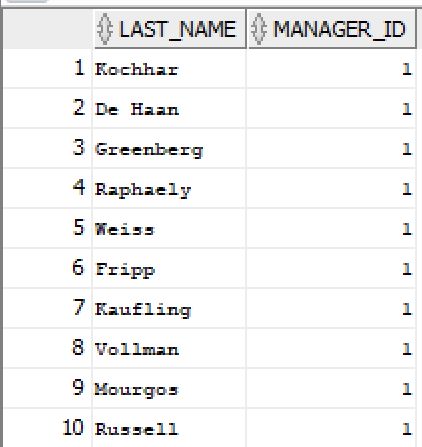 LAST_NAME MANAGER_ID
1 Kochhar 1
2 De Haan 1
3 Greenberg 1
4 Raphaely 1
5 Weiss 1
6 Fripp 1
7 Kaufling 1
8 Vollman 1
9 Mourgos 1
10 Russell 1